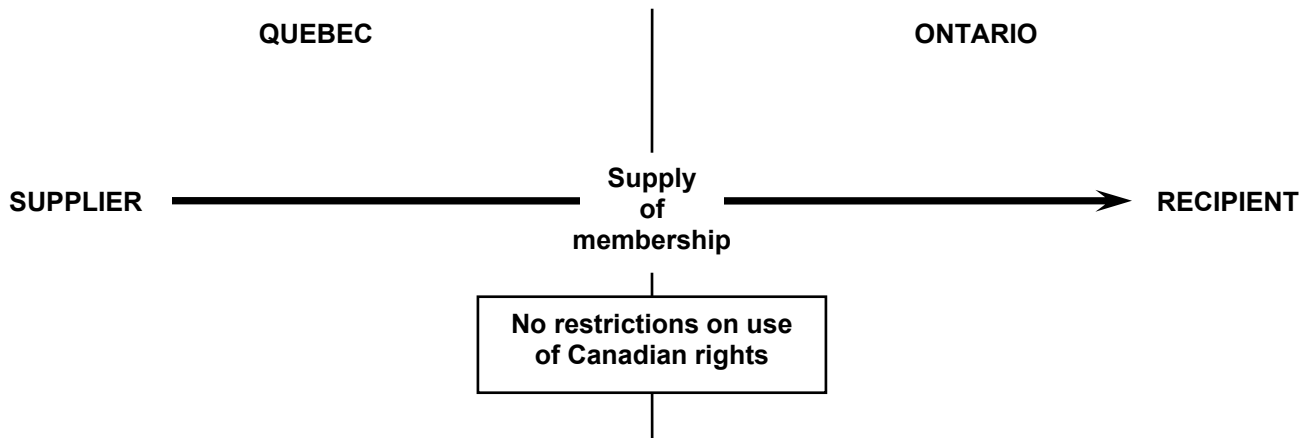 QUEBEC
ONTARIO
SUPPLIER
Supply
of
membership
RECIPIENT
No restrictions on use
of Canadian rights